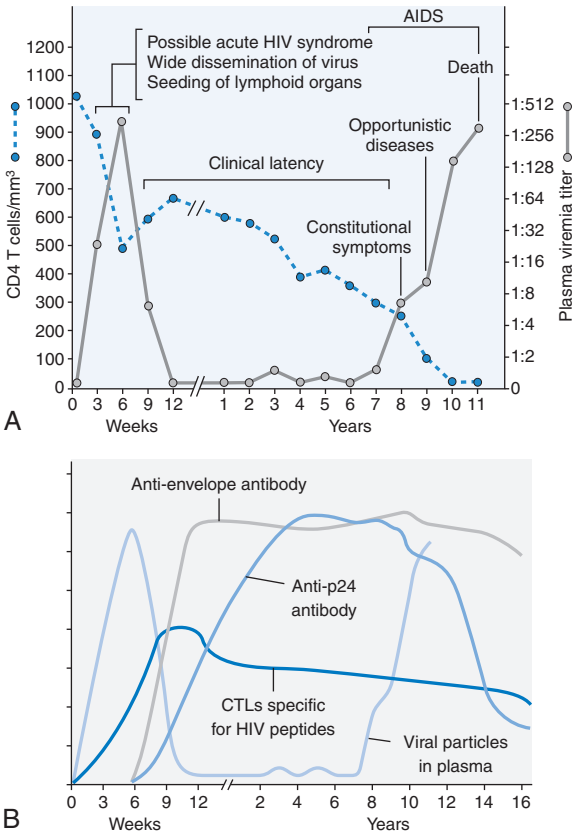 AIDS
Possible acute HIV syndrome
Wide dissemination of virus
Seeding of lymphoid organs
Death
Opportunistic
diseases
Clinical latency
Constitutional
symptoms
CD4 T cells/mm³
1200
1100
1000
900
800
700
600
500
400
300
200
100
0
Plasma viremia titer
1:512
1:256
1:128
1:64
1:32
1:16
1:8
1:4
1:2
0
0 3 6 9 12 1 2 3 4 5 6 7 8 9 10 11
Weeks Years
A
Anti-envelope antibody
Anti-p24
antibody
CTLs specific
for HIV peptides
Viral particles
in plasma
0 3 6 9 12 2 4 6 8 10 12 14 16
Weeks Years
B